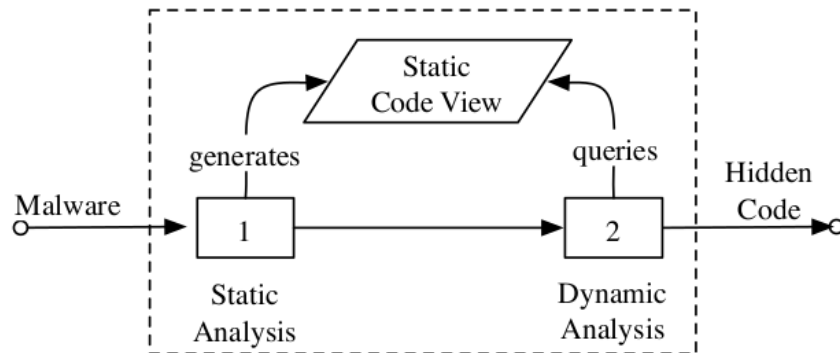 Static
Code View
generates
queries
Malware
Hidden
Code
1
2
Static
Analysis
Dynamic
Analysis